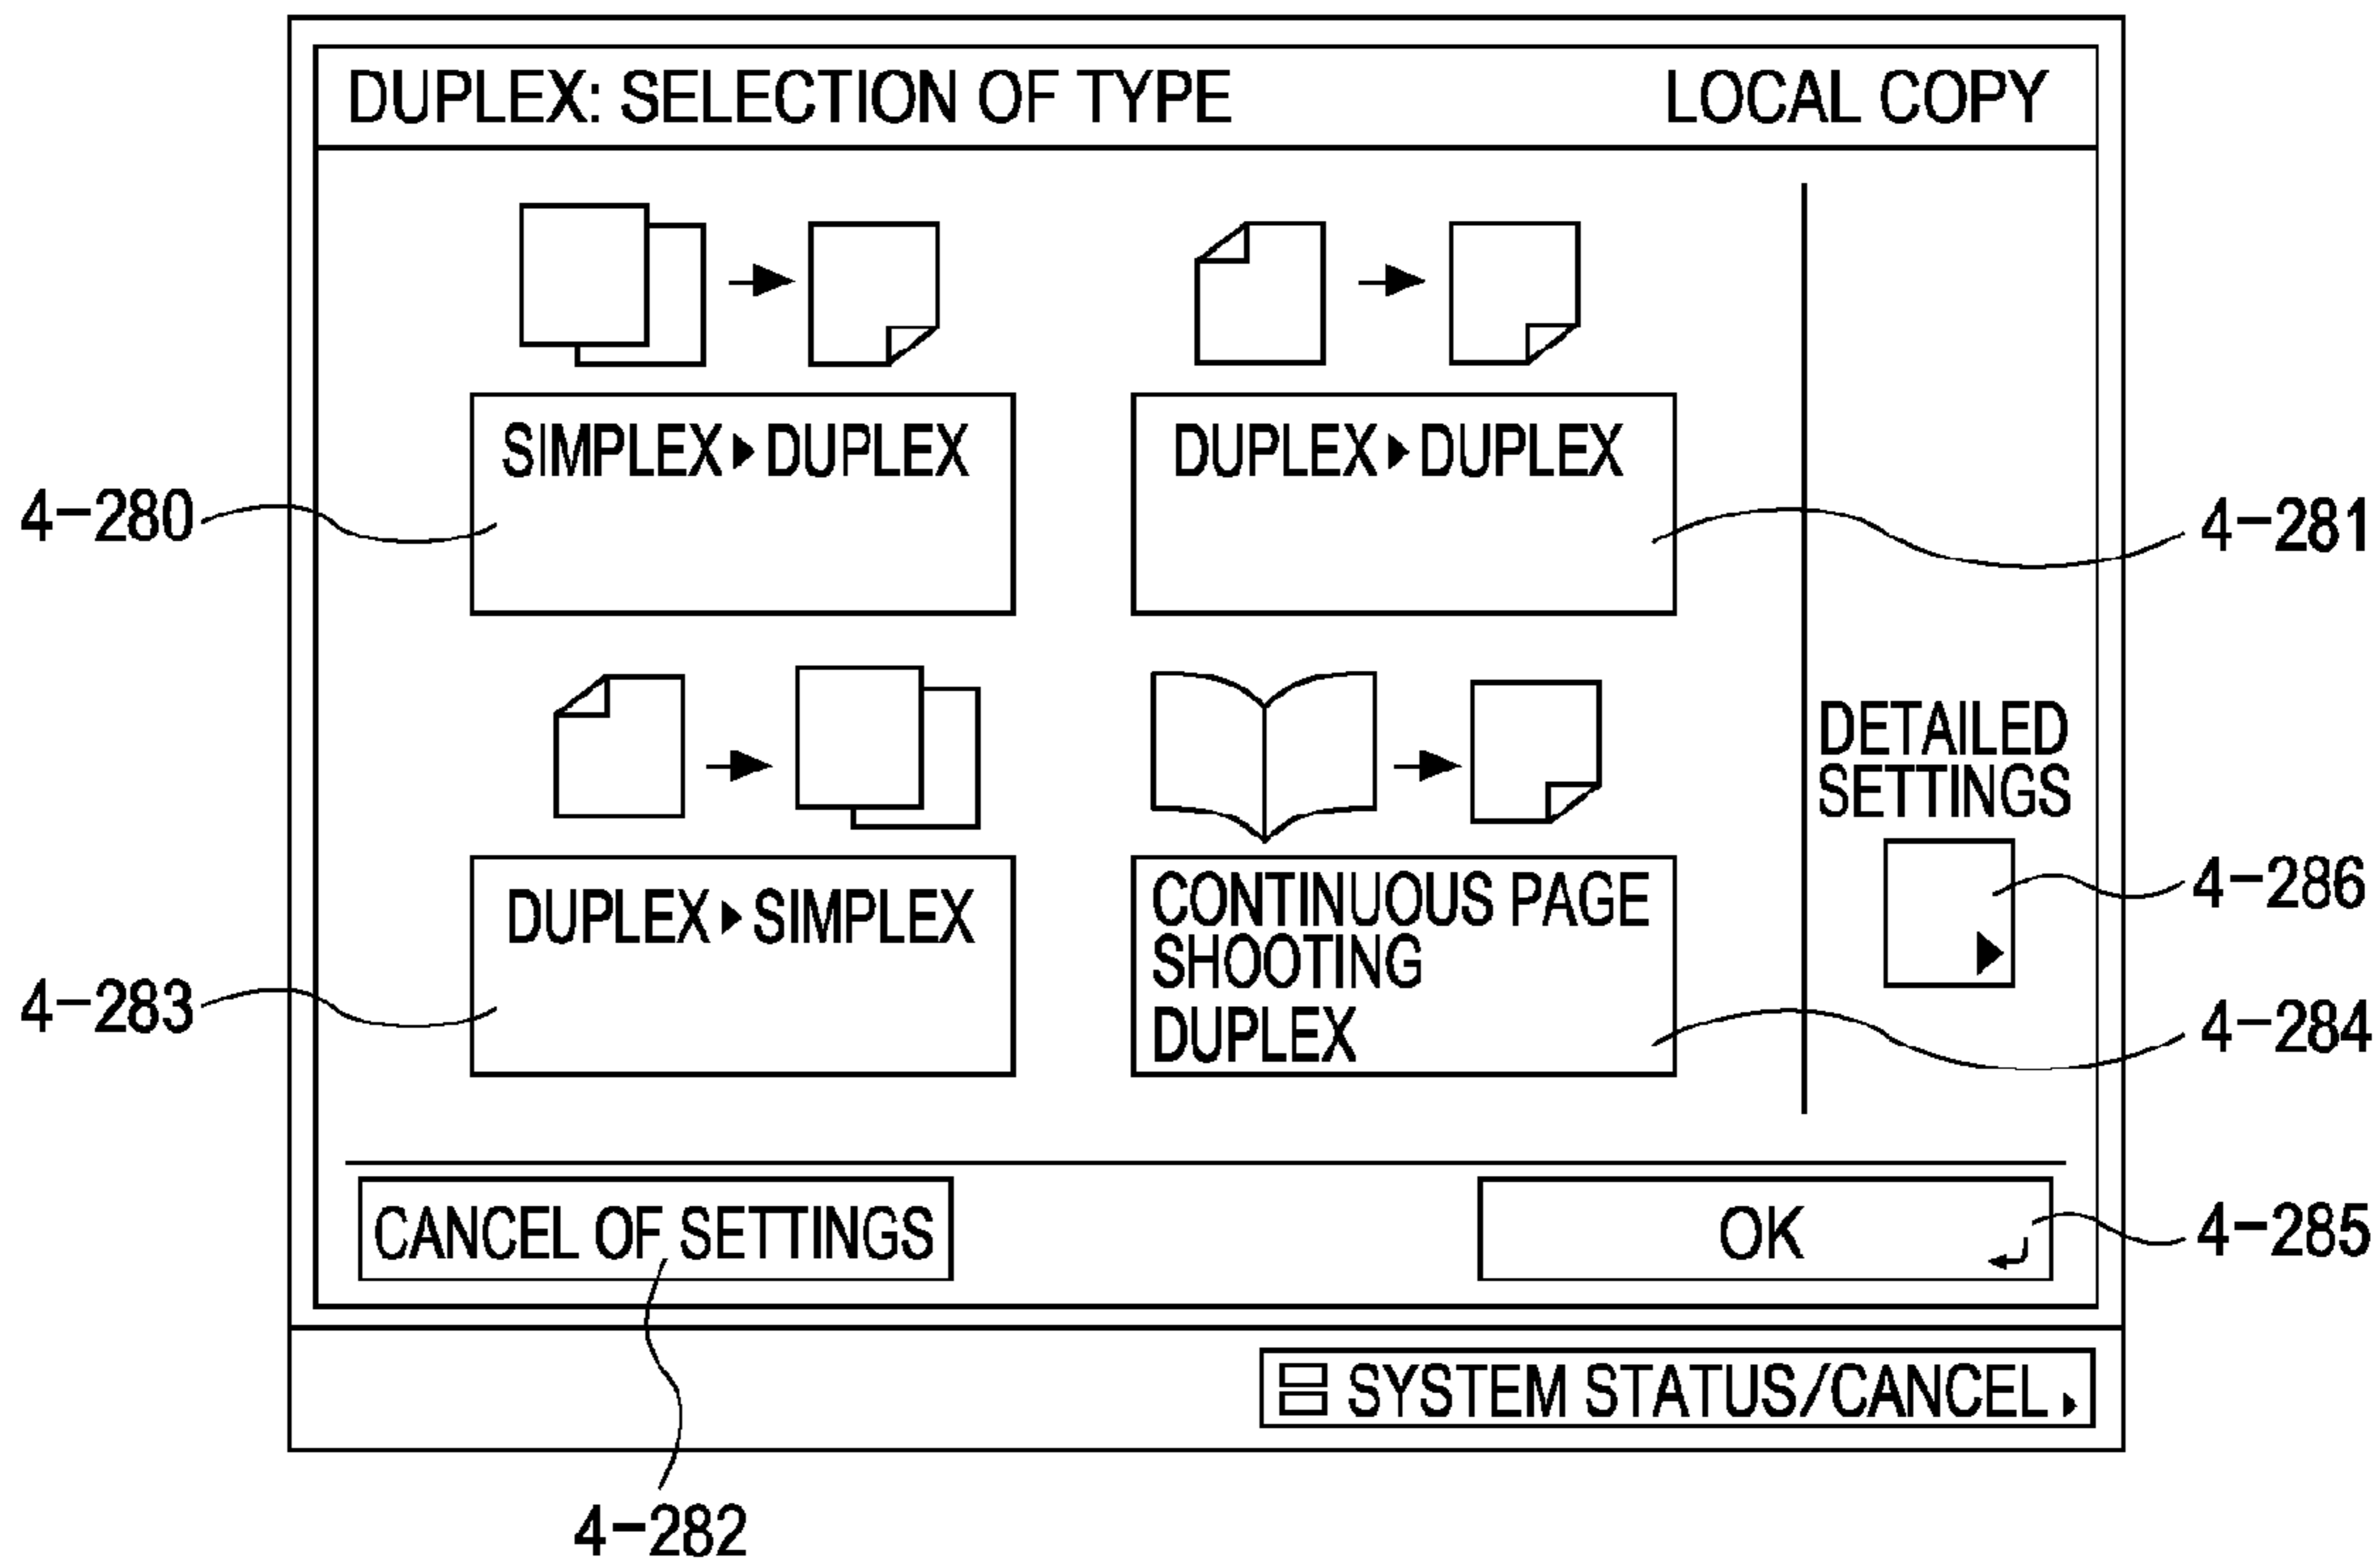 DUPLEX: SELECTION OF TYPE LOCAL COPY
SIMPLEX▶DUPLEX
DUPLEX▶DUPLEX
4-280
4-281
DUPLEX▶SIMPLEX
CONTINUOUS PAGE
SHOOTING
DUPLEX
DETAILED
SETTINGS
4-286
4-283
4-284
CANCEL OF SETTINGS
OK
4-285
SYSTEM STATUS/CANCEL
4-282